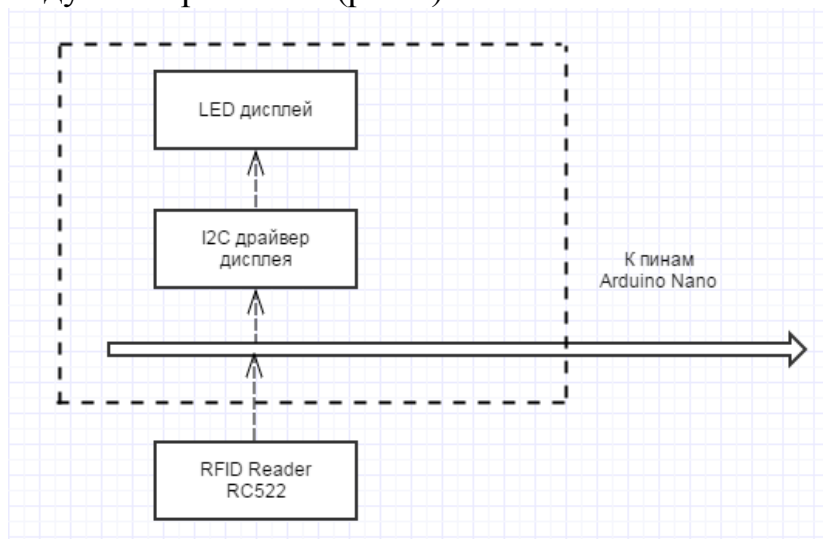 LED дисплей
I2C драйвер
дисплея
К пинам
Arduino Nano
RFID Reader
RC522